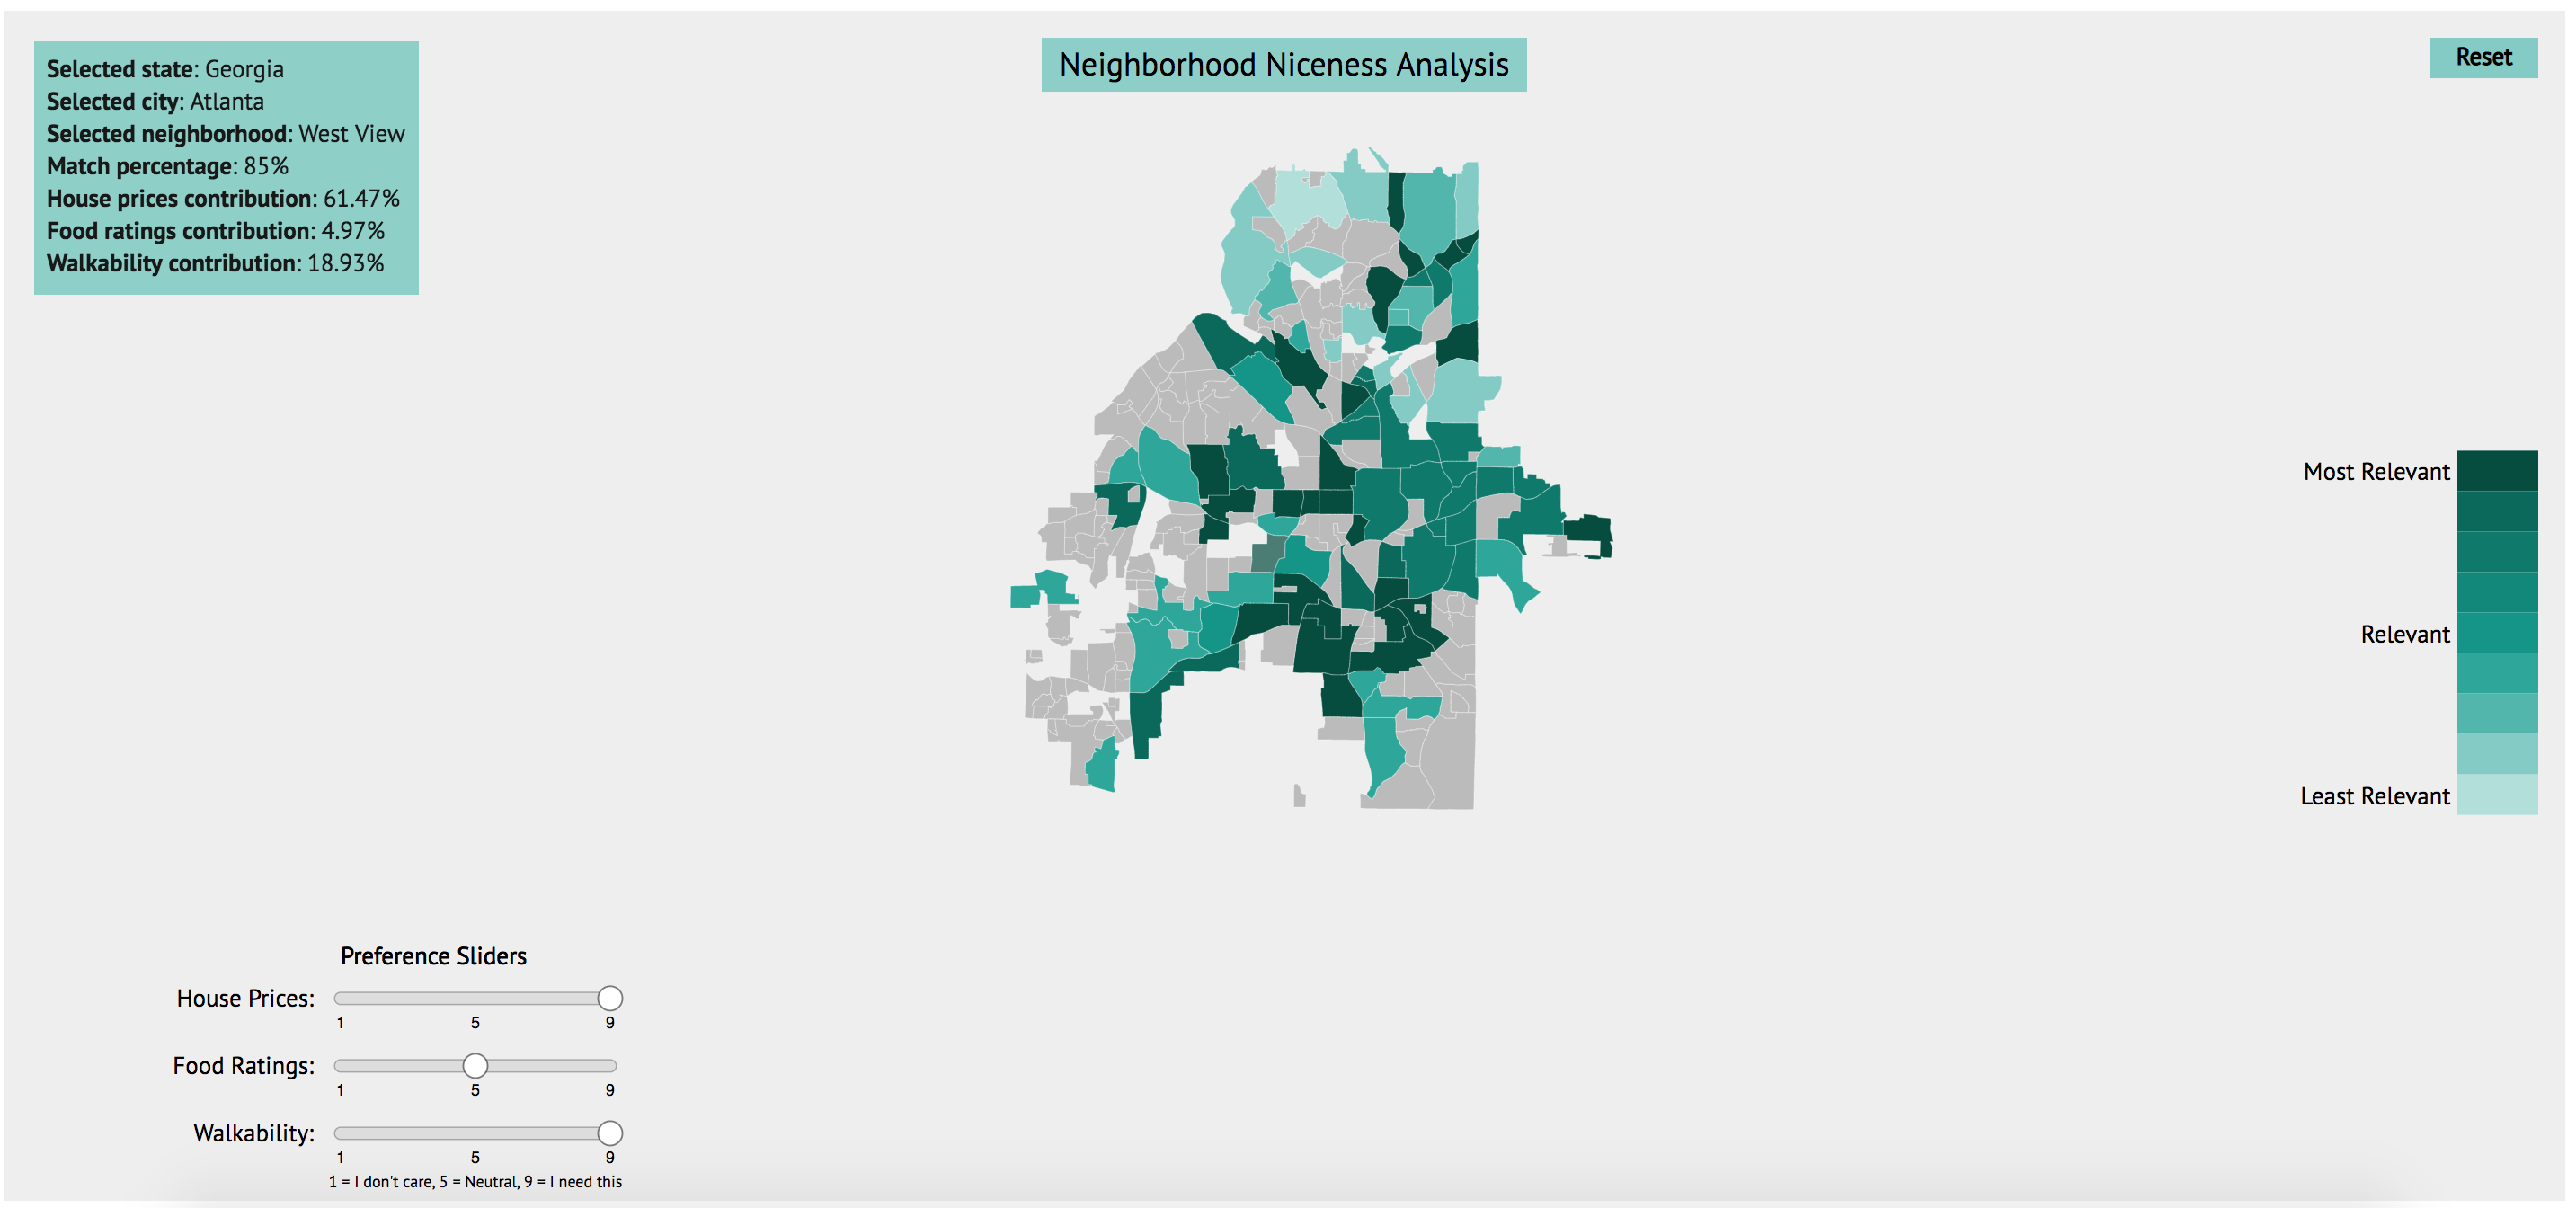 Selected state: Georgia
Selected city: Atlanta
Selected neighborhood: West View
Match percentage: 85%
House prices contribution: 61.47%
Food ratings contribution: 4.97%
Walkability contribution: 18.93%
Neighborhood Niceness Analysis
Reset
Most Relevant
Relevant
Least Relevant
Preference Sliders
House Prices:
1 5 9
Food Ratings:
1 5 9
Walkability:
1 5 9
1 = I don't care, 5 = Neutral, 9 = I need this